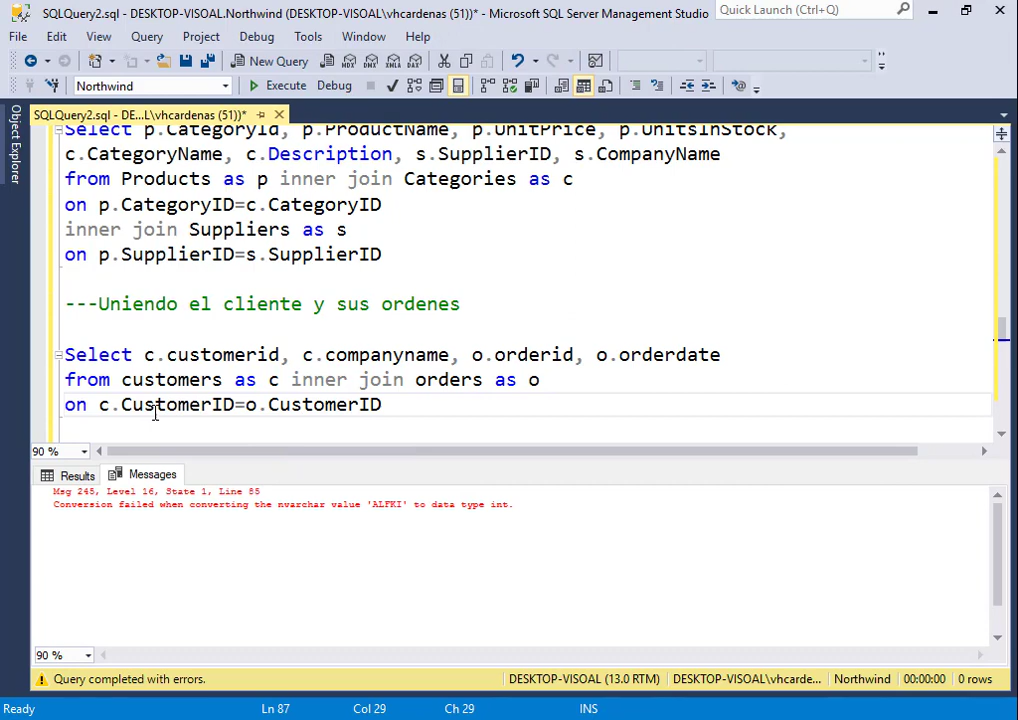 SQLQuery2.sql - DESKTOP-VISOAL.Northwind (DESKTOP-VISOAL\vhcardenas (51))* - Microsoft SQL Server Management Studio
Quick Launch (Ctrl+Q)
File Edit View Query Project Debug Tools Window Help
New Query
MDX DMX XMLA DAX
Northwind Execute Debug
SQLQuery2.sql - DE...L\vhcardenas (51))*
Object Explorer
Select p.CategoryId, p.ProductName, p.UnitPrice, p.UnitsInStock,
c.CategoryName, c.Description, s.SupplierID, s.CompanyName
from Products as p inner join Categories as c
on p.CategoryID=c.CategoryID
inner join Suppliers as s
on p.SupplierID=s.SupplierID
---Uniendo el cliente y sus ordenes
Select c.customerid, c.companyname, o.orderid, o.orderdate
from customers as c inner join orders as o
on c.CustomerID=o.CustomerID
90 %
Results Messages
Msg 245, Level 16, State 1, Line 85
Conversion failed when converting the nvarchar value 'ALFKI' to data type int.
90 %
Query completed with errors. DESKTOP-VISOAL (13.0 RTM) DESKTOP-VISOAL\vhcarde... Northwind 00:00:00 0 rows
Ready Ln 87 Col 29 Ch 29 INS